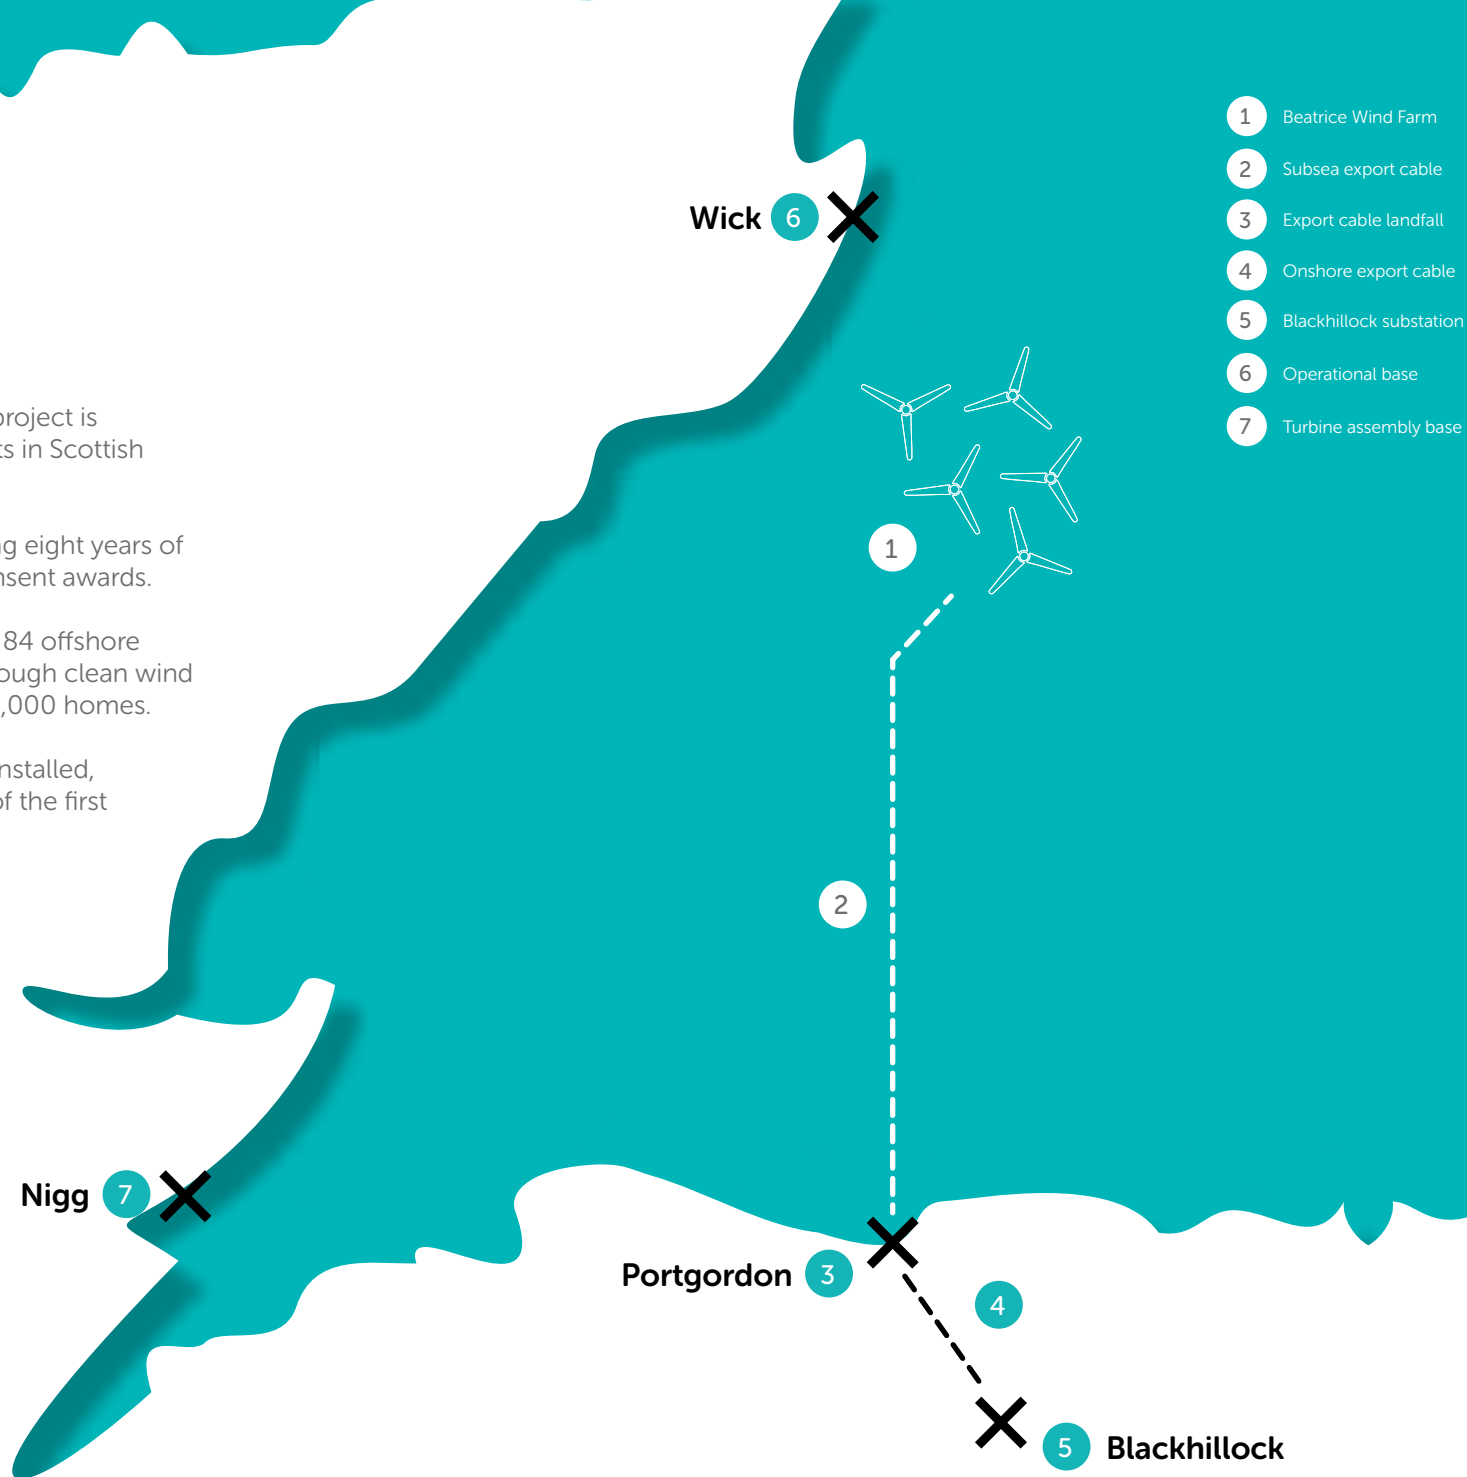 project is
ts in Scottish
g eight years of
nsent awards.
84 offshore
ough clean wind
,000 homes.
nstalled,
of the first
1 Beatrice Wind Farm
2 Subsea export cable
3 Export cable landfall
4 Onshore export cable
5 Blackhillock substation
6 Operational base
7 Turbine assembly base
Wick 6
1
2
Nigg 7
Portgordon 3
4
5 Blackhillock